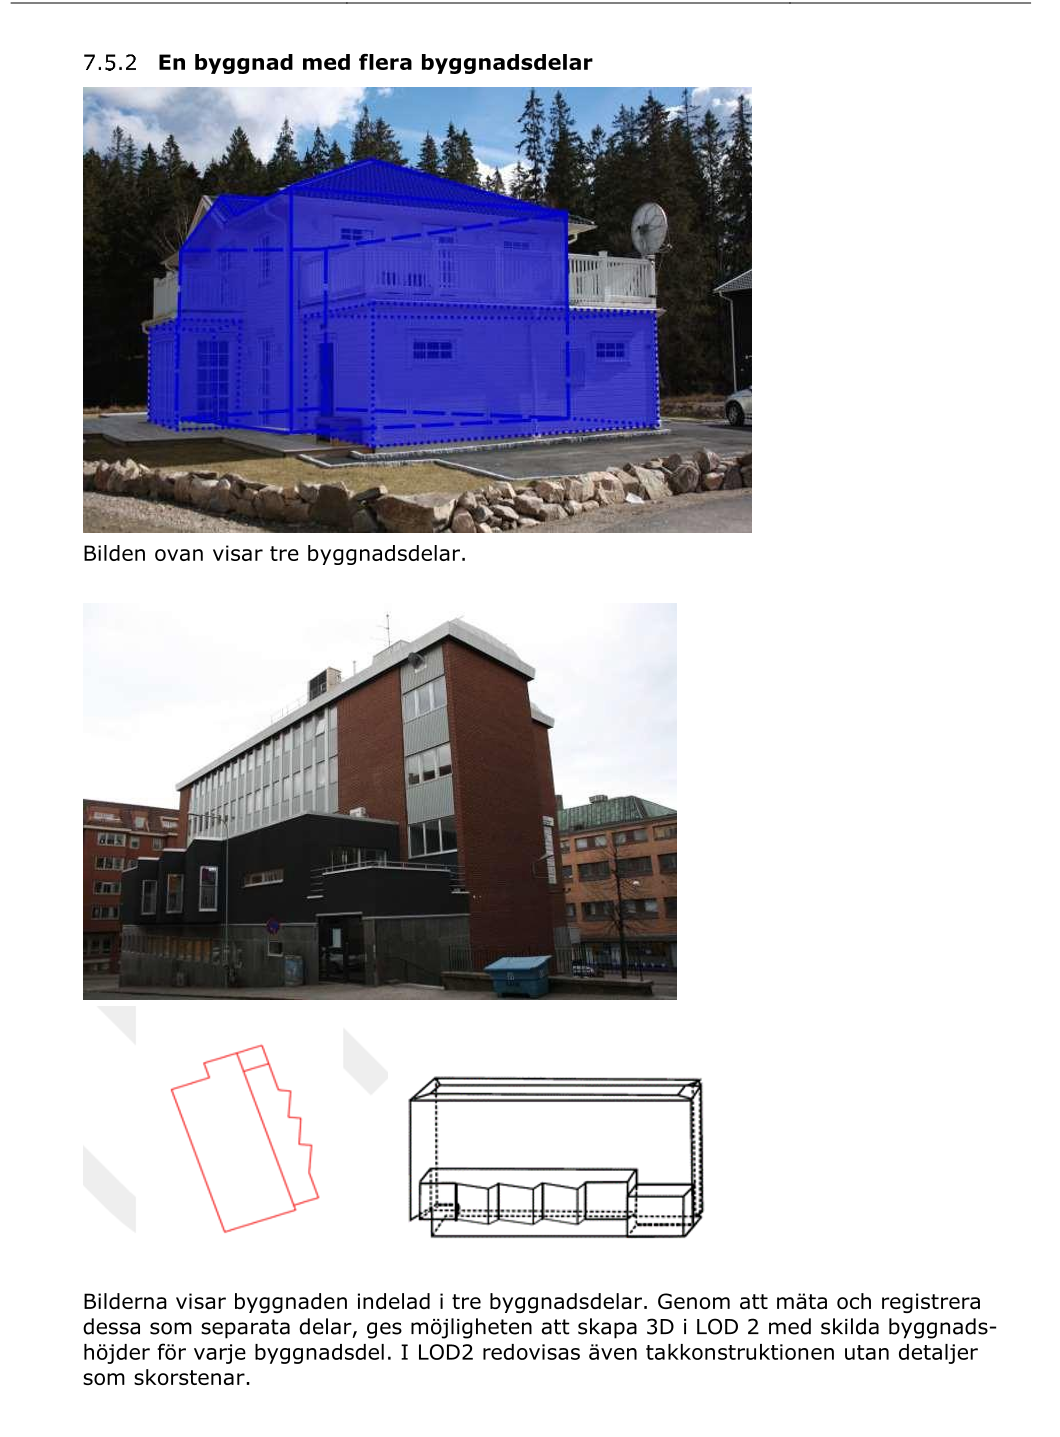 7.5.2 En byggnad med flera byggnadsdelar
Bilden ovan visar tre byggnadsdelar.
Bilderna visar byggnaden indelad i tre byggnadsdelar. Genom att mäta och registrera
dessa som separata delar, ges möjligheten att skapa 3D i LOD 2 med skilda byggnads-
höjder för varje byggnadsdel. I LOD2 redovisas även takkonstruktionen utan detaljer
som skorstenar.